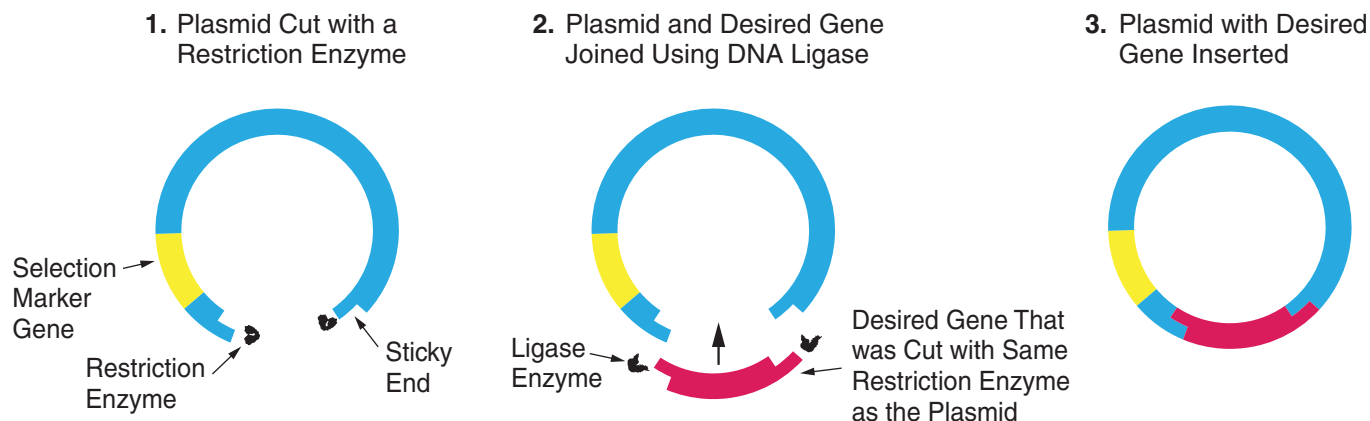 1. Plasmid Cut with a
Restriction Enzyme
2. Plasmid and Desired Gene
Joined Using DNA Ligase
3. Plasmid with Desired
Gene Inserted
Selection
Marker
Gene
Restriction
Enzyme
Sticky
End
Ligase
Enzyme
Desired Gene That
was Cut with Same
Restriction Enzyme
as the Plasmid